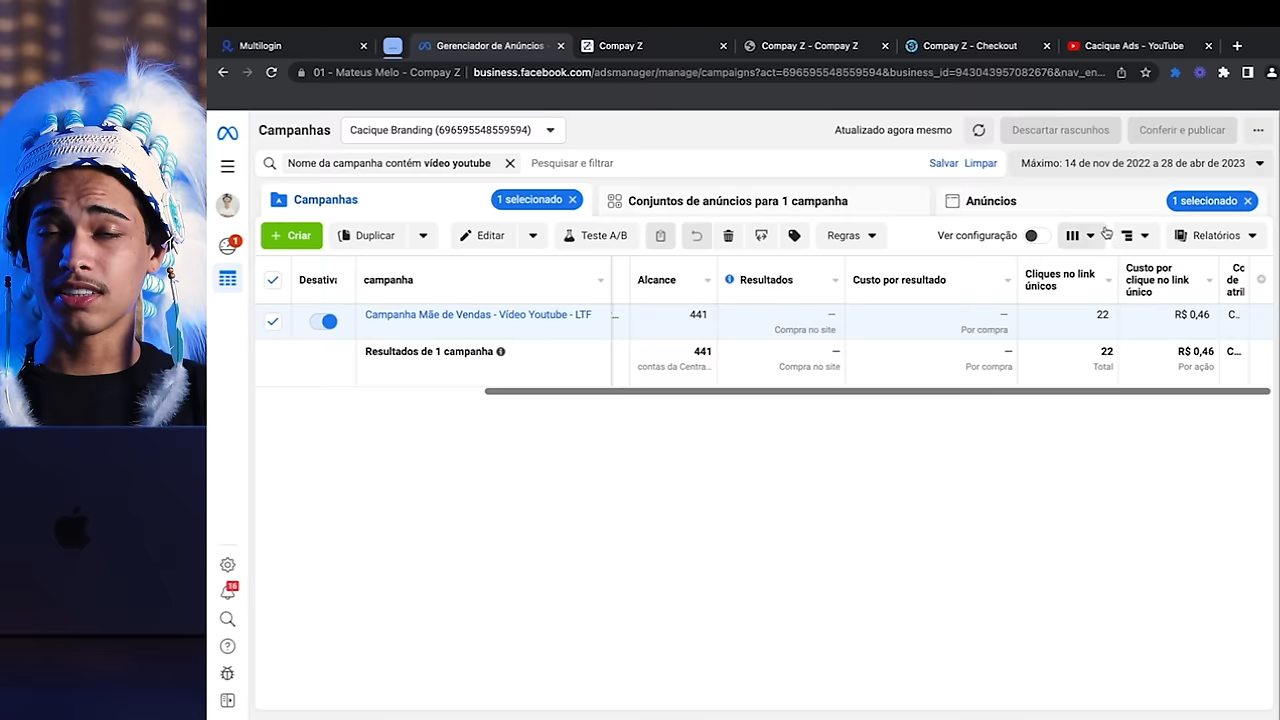 Multilogin
Gerenciador de Anúncios -
Compay Z
Compay Z - Compay Z
Compay Z - Checkout
Cacique Ads - YouTube
01 - Mateus Melo - Compay Z
business.facebook.com/adsmanager/manage/campaigns?act=696595548559594&business_id=943043957082676&nav_en...
Campanhas
Cacique Branding (696595548559594)
Atualizado agora mesmo
Descartar rascunhos
Conferir e publicar
Nome da campanha contém vídeo youtube
Pesquisar e filtrar
Salvar Limpar
Máximo: 14 de nov de 2022 a 28 de abr de 2023
Campanhas
1 selecionado
Conjuntos de anúncios para 1 campanha
Anúncios
1 selecionado
+ Criar
Duplicar
Editar
Teste A/B
Regras
Ver configuração
Relatórios
Desativ
campanha
Alcance
Resultados
Custo por resultado
Cliques no link
únicos
Custo por
clique no link
único
Cc
de
atril
Campanha Mãe de Vendas - Vídeo Youtube - LTF
...
441
—
Compra no site
—
Por compra
22
R$ 0,46
C...
Resultados de 1 campanha
441
contas da Centra...
—
Compra no site
—
Por compra
22
Total
R$ 0,46
Por ação
C...
1
16